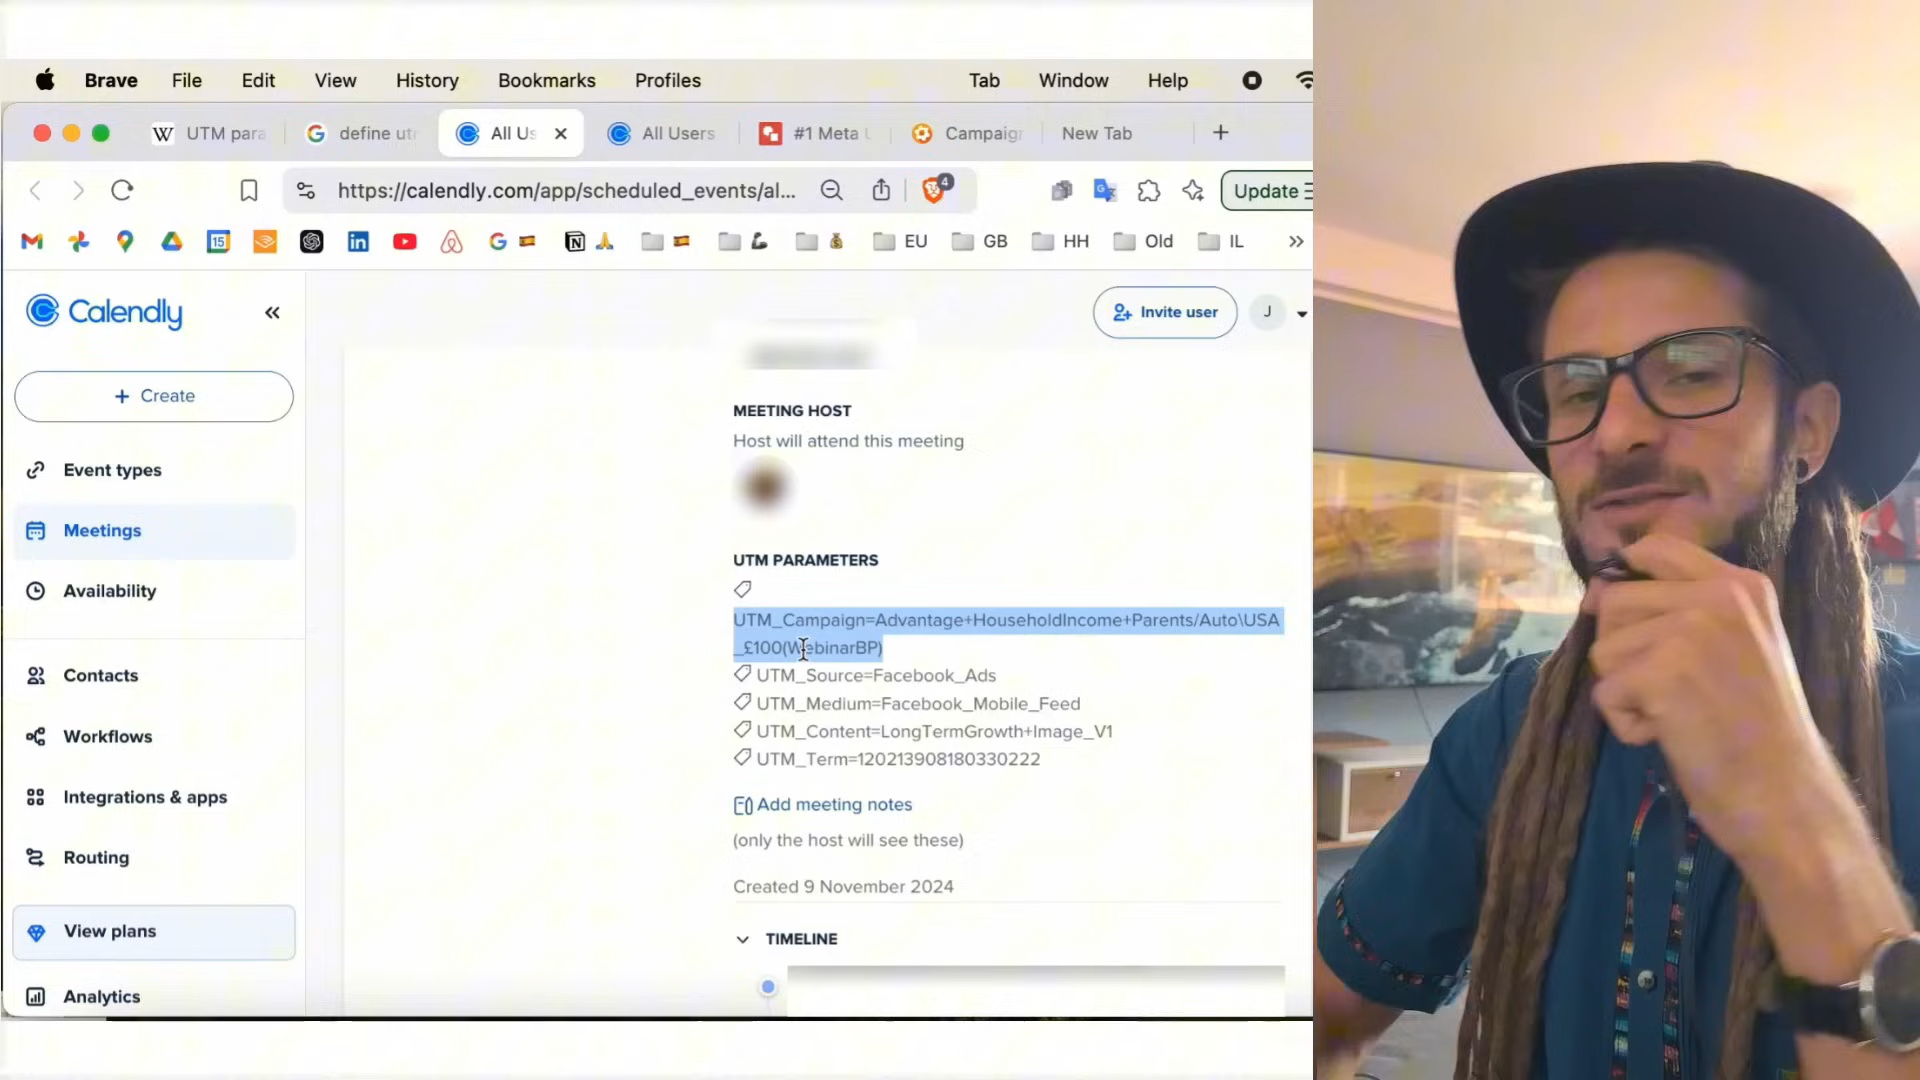 Brave File Edit View History Bookmarks Profiles Tab Window Help
UTM para define utm All Us All Users #1 Meta U Campaign New Tab
https://calendly.com/app/scheduled_events/al... 4 Update
15 EU GB HH Old IL
Calendly
Invite user J
+ Create
MEETING HOST
Host will attend this meeting
Event types
Meetings
UTM PARAMETERS
Availability
UTM_Campaign=Advantage+HouseholdIncome+Parents/Auto\USA
_£100(WebinarBP)
Contacts
UTM_Source=Facebook_Ads
UTM_Medium=Facebook_Mobile_Feed
Workflows
UTM_Content=LongTermGrowth+Image_V1
UTM_Term=120213908180330222
Integrations & apps
Add meeting notes
(only the host will see these)
Routing
Created 9 November 2024
View plans
TIMELINE
Analytics